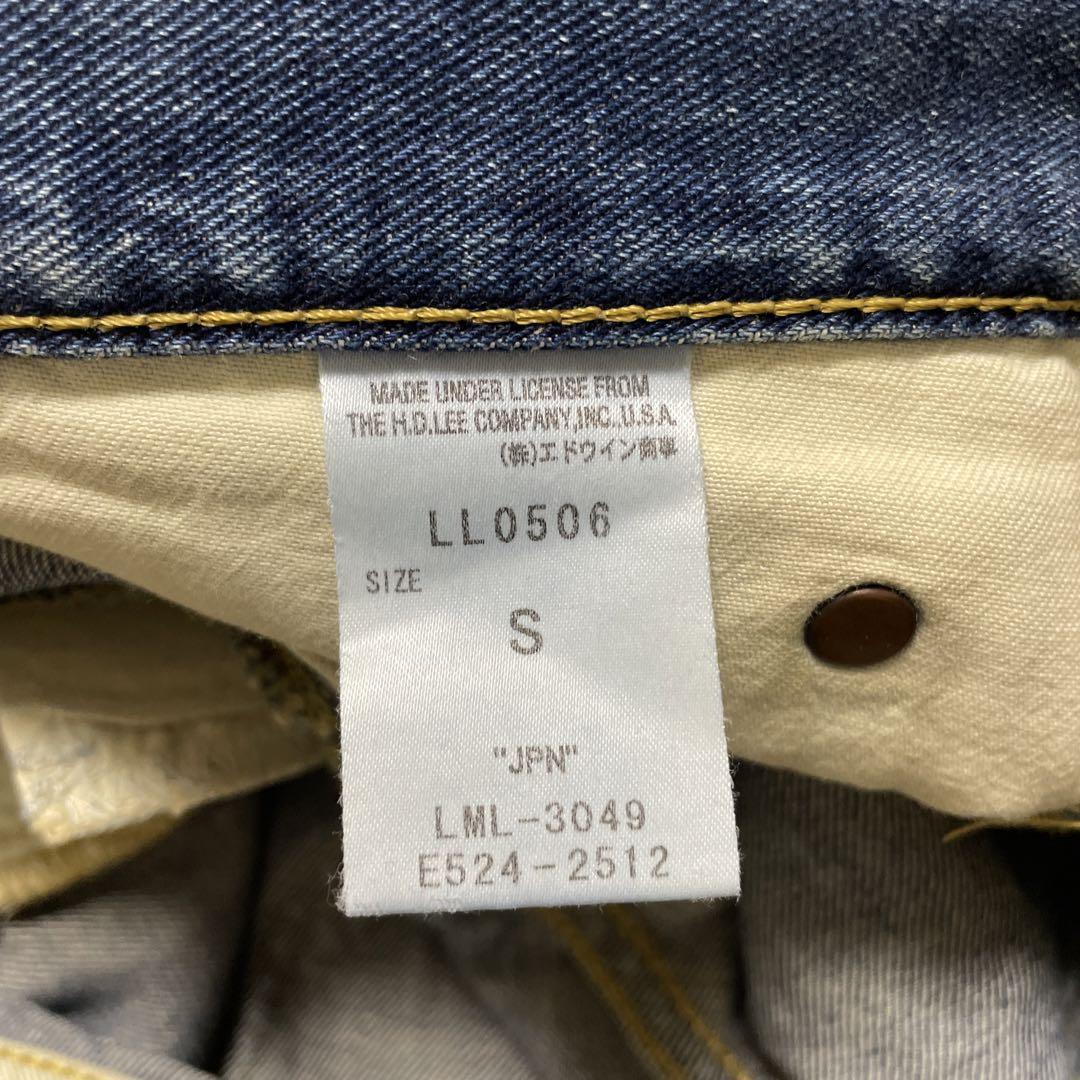 MADE UNDER LICENSE FROM
THE H.D.LEE COMPANY,INC.,U.S.A.
(株)エドウイン商事
LL0506
SIZE
S
"JPN"
LML-3049
E524-2512